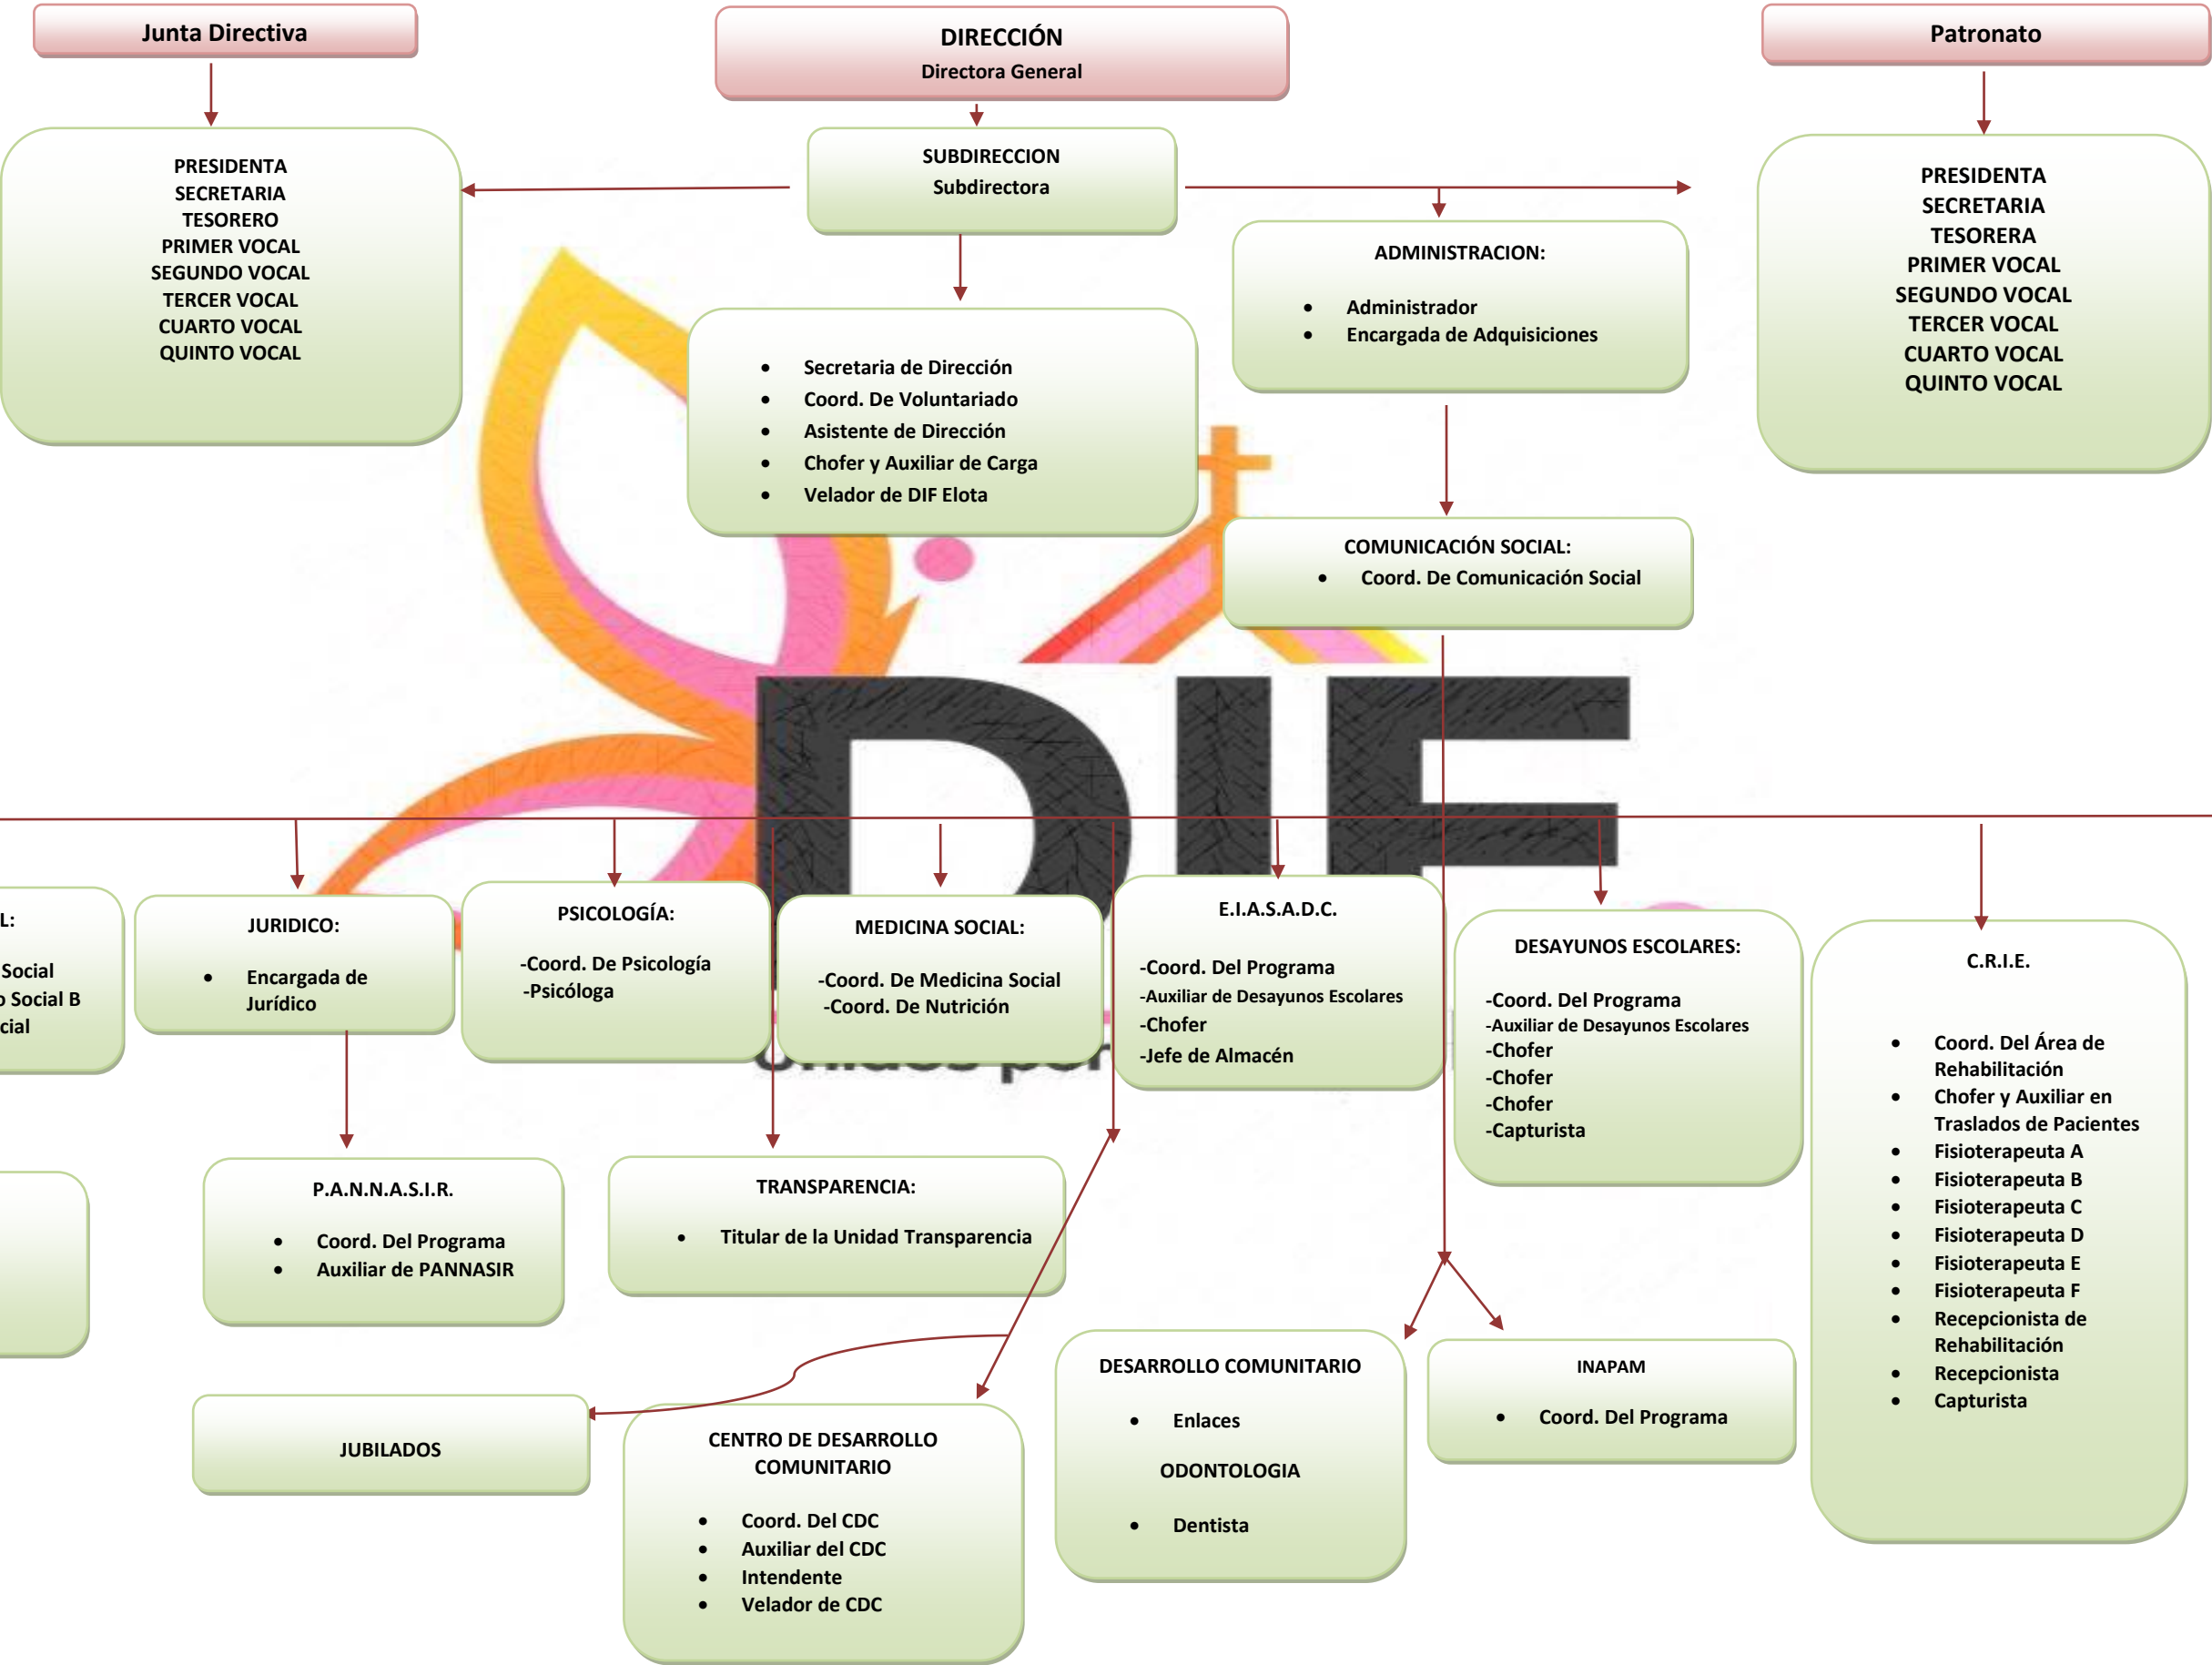 Junta Directiva
DIRECCIÓN
Directora General
Patronato
PRESIDENTA
SECRETARIA
TESORERO
PRIMER VOCAL
SEGUNDO VOCAL
TERCER VOCAL
CUARTO VOCAL
QUINTO VOCAL
SUBDIRECCION
Subdirectora
PRESIDENTA
SECRETARIA
TESORERA
PRIMER VOCAL
SEGUNDO VOCAL
TERCER VOCAL
CUARTO VOCAL
QUINTO VOCAL
ADMINISTRACION:
• Administrador
• Encargada de Adquisiciones
• Secretaria de Dirección
• Coord. De Voluntariado
• Asistente de Dirección
• Chofer y Auxiliar de Carga
• Velador de DIF Elota
COMUNICACIÓN SOCIAL:
• Coord. De Comunicación Social
DIF
Unidos por
L:
Social
o Social B
cial
JURIDICO:
• Encargada de
Jurídico
PSICOLOGÍA:
-Coord. De Psicología
-Psicóloga
MEDICINA SOCIAL:
-Coord. De Medicina Social
-Coord. De Nutrición
E.I.A.S.A.D.C.
-Coord. Del Programa
-Auxiliar de Desayunos Escolares
-Chofer
-Jefe de Almacén
DESAYUNOS ESCOLARES:
-Coord. Del Programa
-Auxiliar de Desayunos Escolares
-Chofer
-Chofer
-Chofer
-Capturista
C.R.I.E.
• Coord. Del Área de
Rehabilitación
• Chofer y Auxiliar en
Traslados de Pacientes
• Fisioterapeuta A
• Fisioterapeuta B
• Fisioterapeuta C
• Fisioterapeuta D
• Fisioterapeuta E
• Fisioterapeuta F
• Recepcionista de
Rehabilitación
• Recepcionista
• Capturista
P.A.N.N.A.S.I.R.
• Coord. Del Programa
• Auxiliar de PANNASIR
TRANSPARENCIA:
• Titular de la Unidad Transparencia
JUBILADOS
CENTRO DE DESARROLLO
COMUNITARIO
• Coord. Del CDC
• Auxiliar del CDC
• Intendente
• Velador de CDC
DESARROLLO COMUNITARIO
• Enlaces
ODONTOLOGIA
• Dentista
INAPAM
• Coord. Del Programa